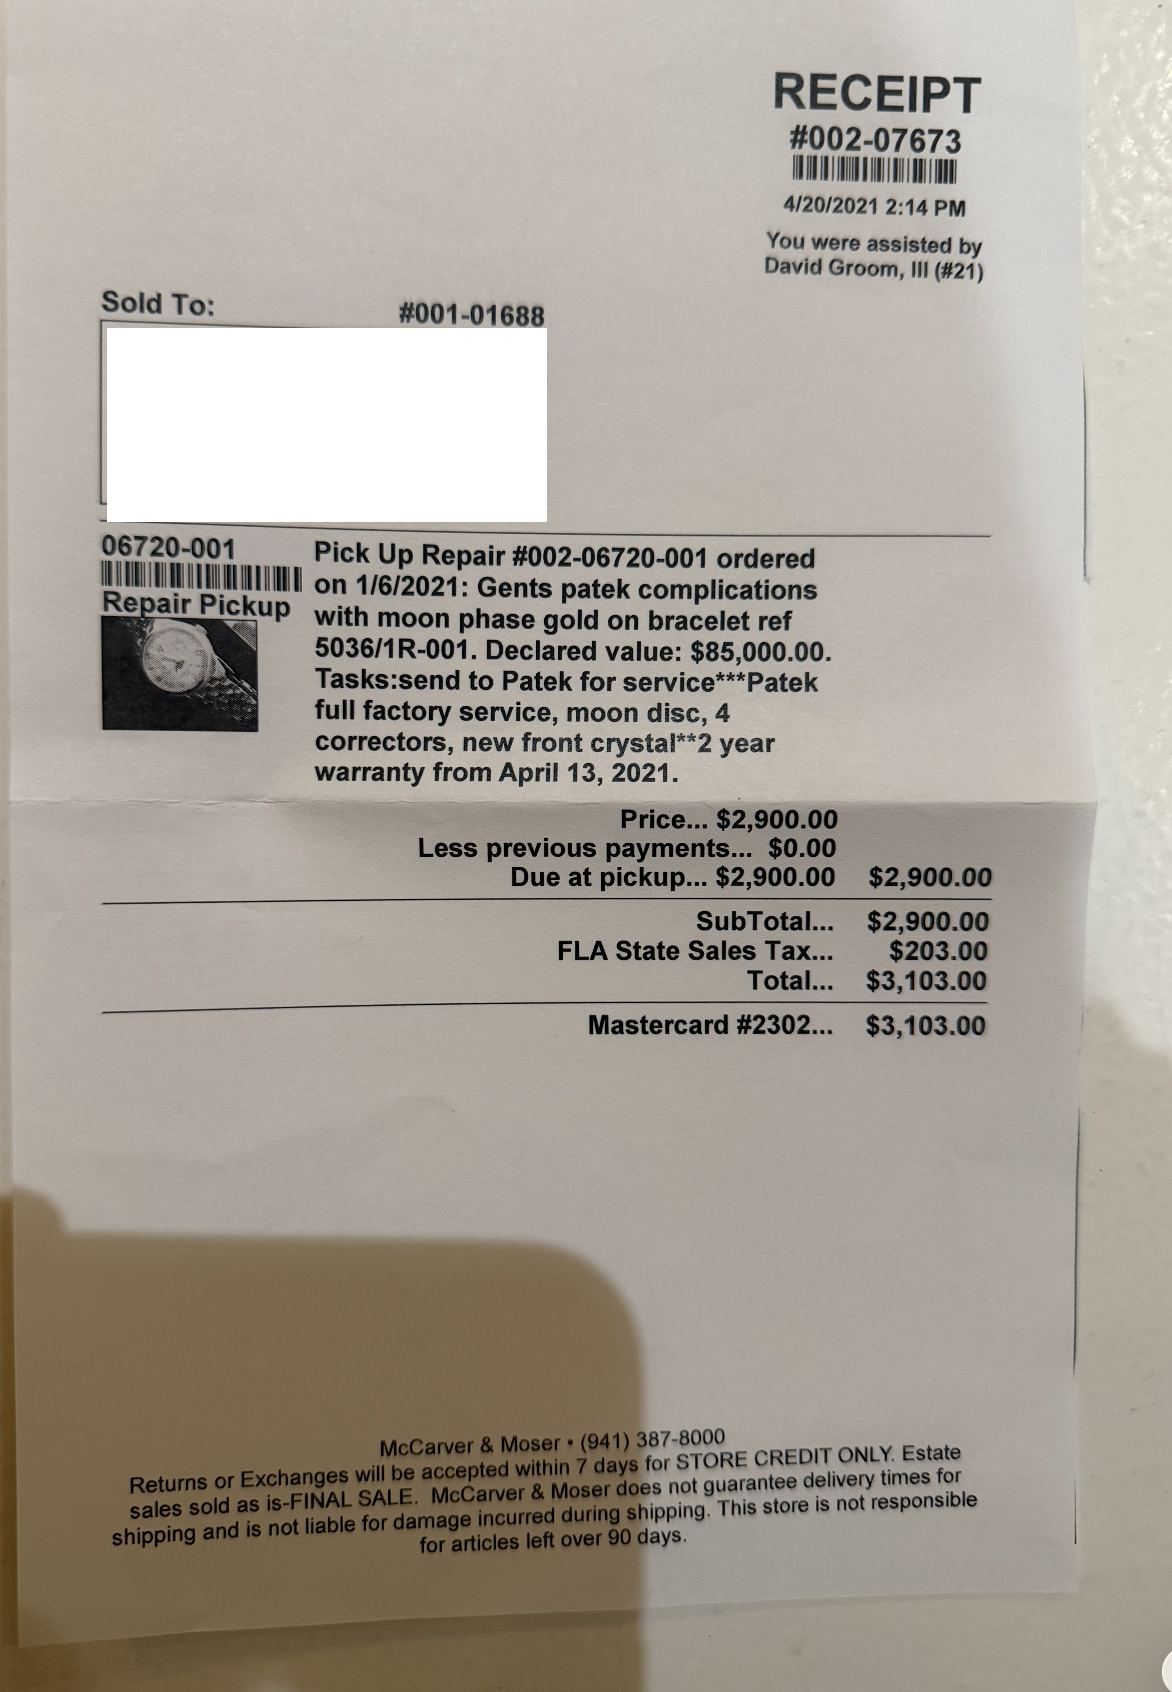 RECEIPT
#002-07673
4/20/2021 2:14 PM
You were assisted by
David Groom, III (#21)
Sold To:
#001-01688
06720-001
Repair Pickup
Pick Up Repair #002-06720-001 ordered
on 1/6/2021: Gents patek complications
with moon phase gold on bracelet ref
5036/1R-001. Declared value: $85,000.00.
Tasks:send to Patek for service***Patek
full factory service, moon disc, 4
correctors, new front crystal**2 year
warranty from April 13, 2021.
Price... $2,900.00
Less previous payments... $0.00
Due at pickup... $2,900.00 $2,900.00
SubTotal... $2,900.00
FLA State Sales Tax... $203.00
Total... $3,103.00
Mastercard #2302... $3,103.00
McCarver & Moser • (941) 387-8000
Returns or Exchanges will be accepted within 7 days for STORE CREDIT ONLY. Estate
sales sold as is-FINAL SALE. McCarver & Moser does not guarantee delivery times for
shipping and is not liable for damage incurred during shipping. This store is not responsible
for articles left over 90 days.